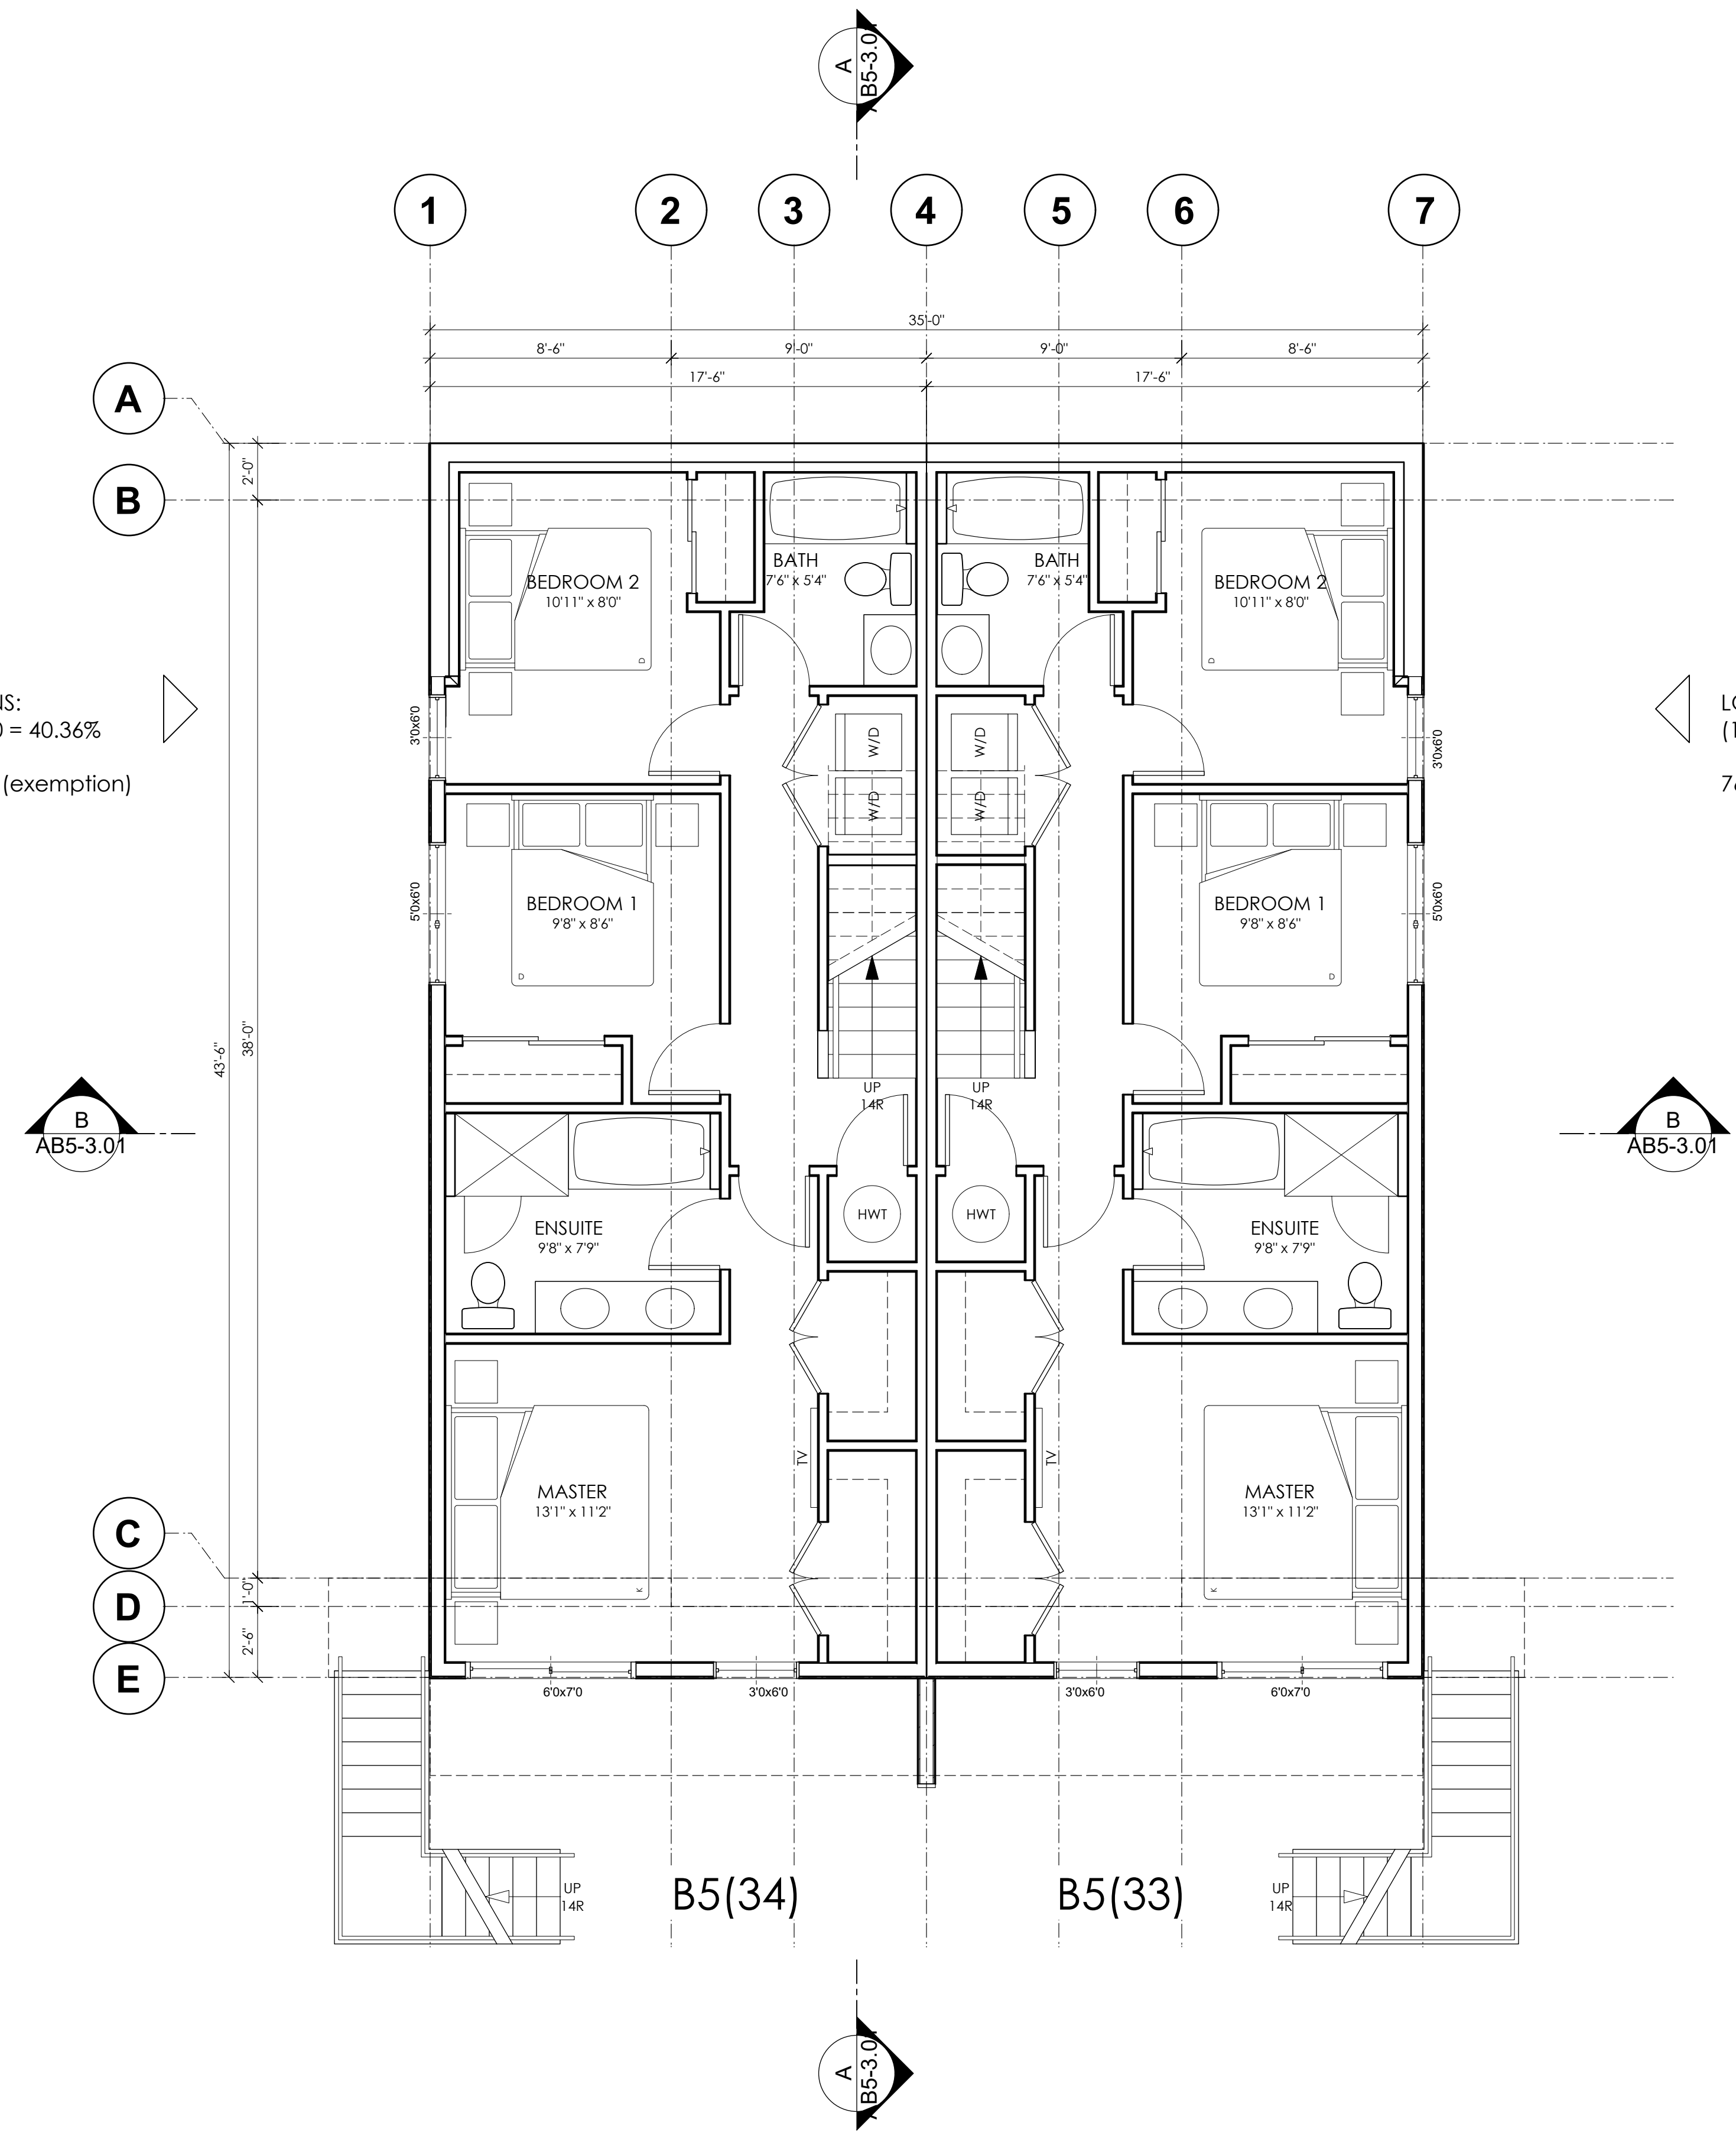 A
AB5-3.01
1
2
3
4
5
6
7
35'-0"
8'-6"
9'-0"
9'-0"
8'-6"
17'-6"
17'-6"
A
B
2'-0"
BATH
7'6" x 5'4"
BATH
7'6" x 5'4"
BEDROOM 2
10'11" x 8'0"
BEDROOM 2
10'11" x 8'0"
D
D
= 40.36%
(exemption)
3'0x6'0
3'0x6'0
W/D
W/D
W/D
W/D
BEDROOM 1
9'8" x 8'6"
BEDROOM 1
9'8" x 8'6"
5'0x6'0
5'0x6'0
D
D
43'-6"
38'-0"
UP
14R
UP
14R
B
AB5-3.01
B
AB5-3.01
HWT
HWT
ENSUITE
9'8" x 7'9"
ENSUITE
9'8" x 7'9"
TV
TV
MASTER
13'1" x 11'2"
MASTER
13'1" x 11'2"
K
K
C
D
E
1'-0"
2'-6"
6'0x7'0
3'0x6'0
3'0x6'0
6'0x7'0
UP
14R
B5(34)
B5(33)
UP
14R
A
AB5-3.01